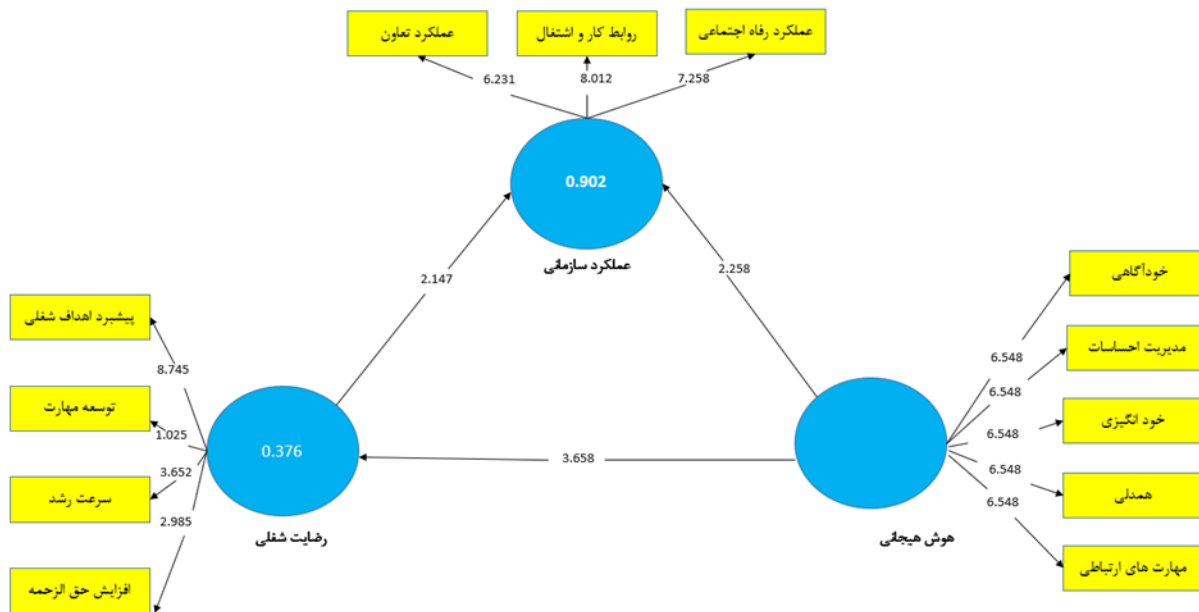 عملکرد رفاه اجتماعی
روابط کار و اشتغال
عملکرد تعاون
7.258
8.012
6.231
0.902
عملکرد سازمانی
2.258
2.147
خودآگاهی
مدیریت احساسات
خود انگیزی
همدلی
مهارت های ارتباطی
6.548
6.548
6.548
6.548
6.548
هوش هیجانی
3.658
پیشبرد اهداف شغلی
توسعه مهارت
سرعت رشد
افزایش حق الزحمه
8.745
1.025
3.652
2.985
0.376
رضایت شغلی